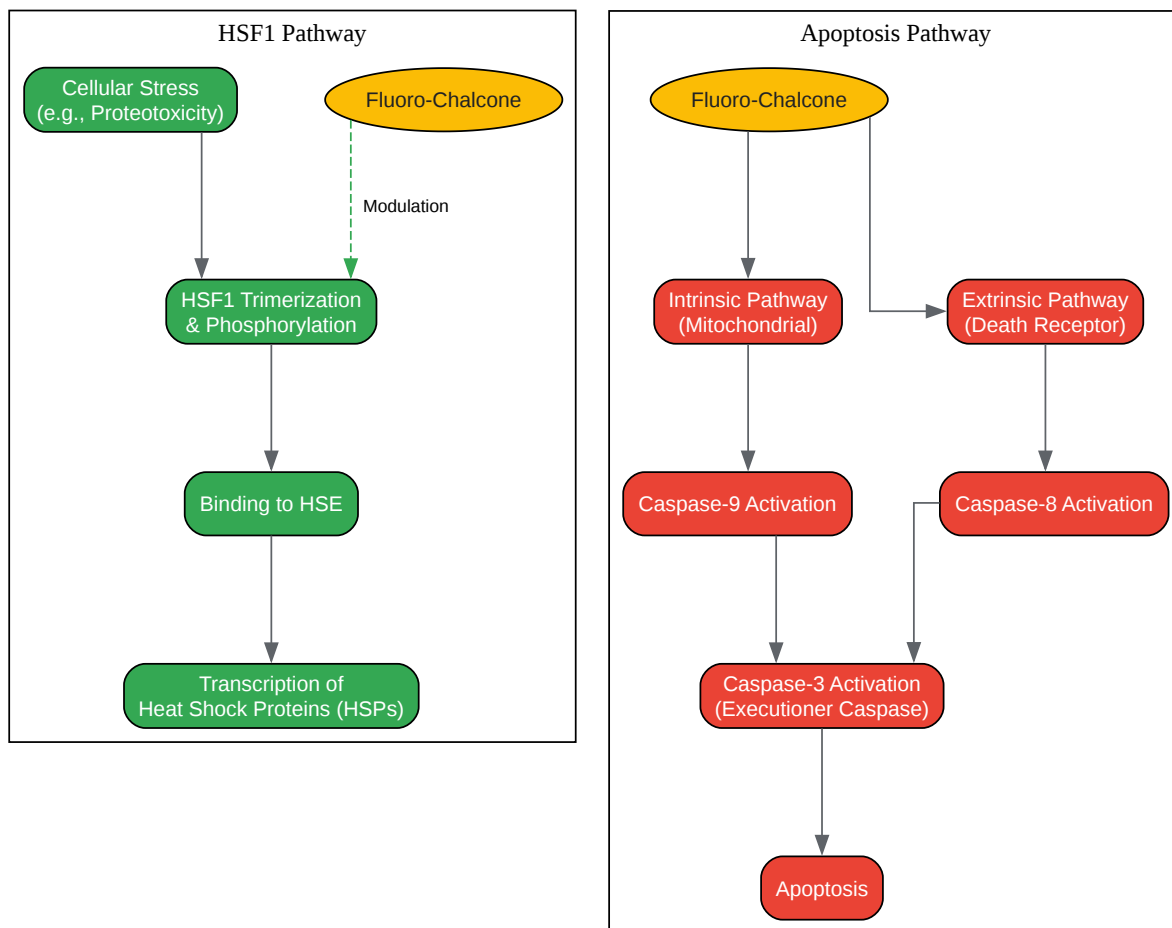 HSF1 Pathway
Cellular Stress
(e.g., Proteotoxicity)
Fluoro-Chalcone
Modulation
HSF1 Trimerization
& Phosphorylation
Binding to HSE
Transcription of
Heat Shock Proteins (HSPs)
Apoptosis Pathway
Fluoro-Chalcone
Intrinsic Pathway
(Mitochondrial)
Extrinsic Pathway
(Death Receptor)
Caspase-9 Activation
Caspase-8 Activation
Caspase-3 Activation
(Executioner Caspase)
Apoptosis